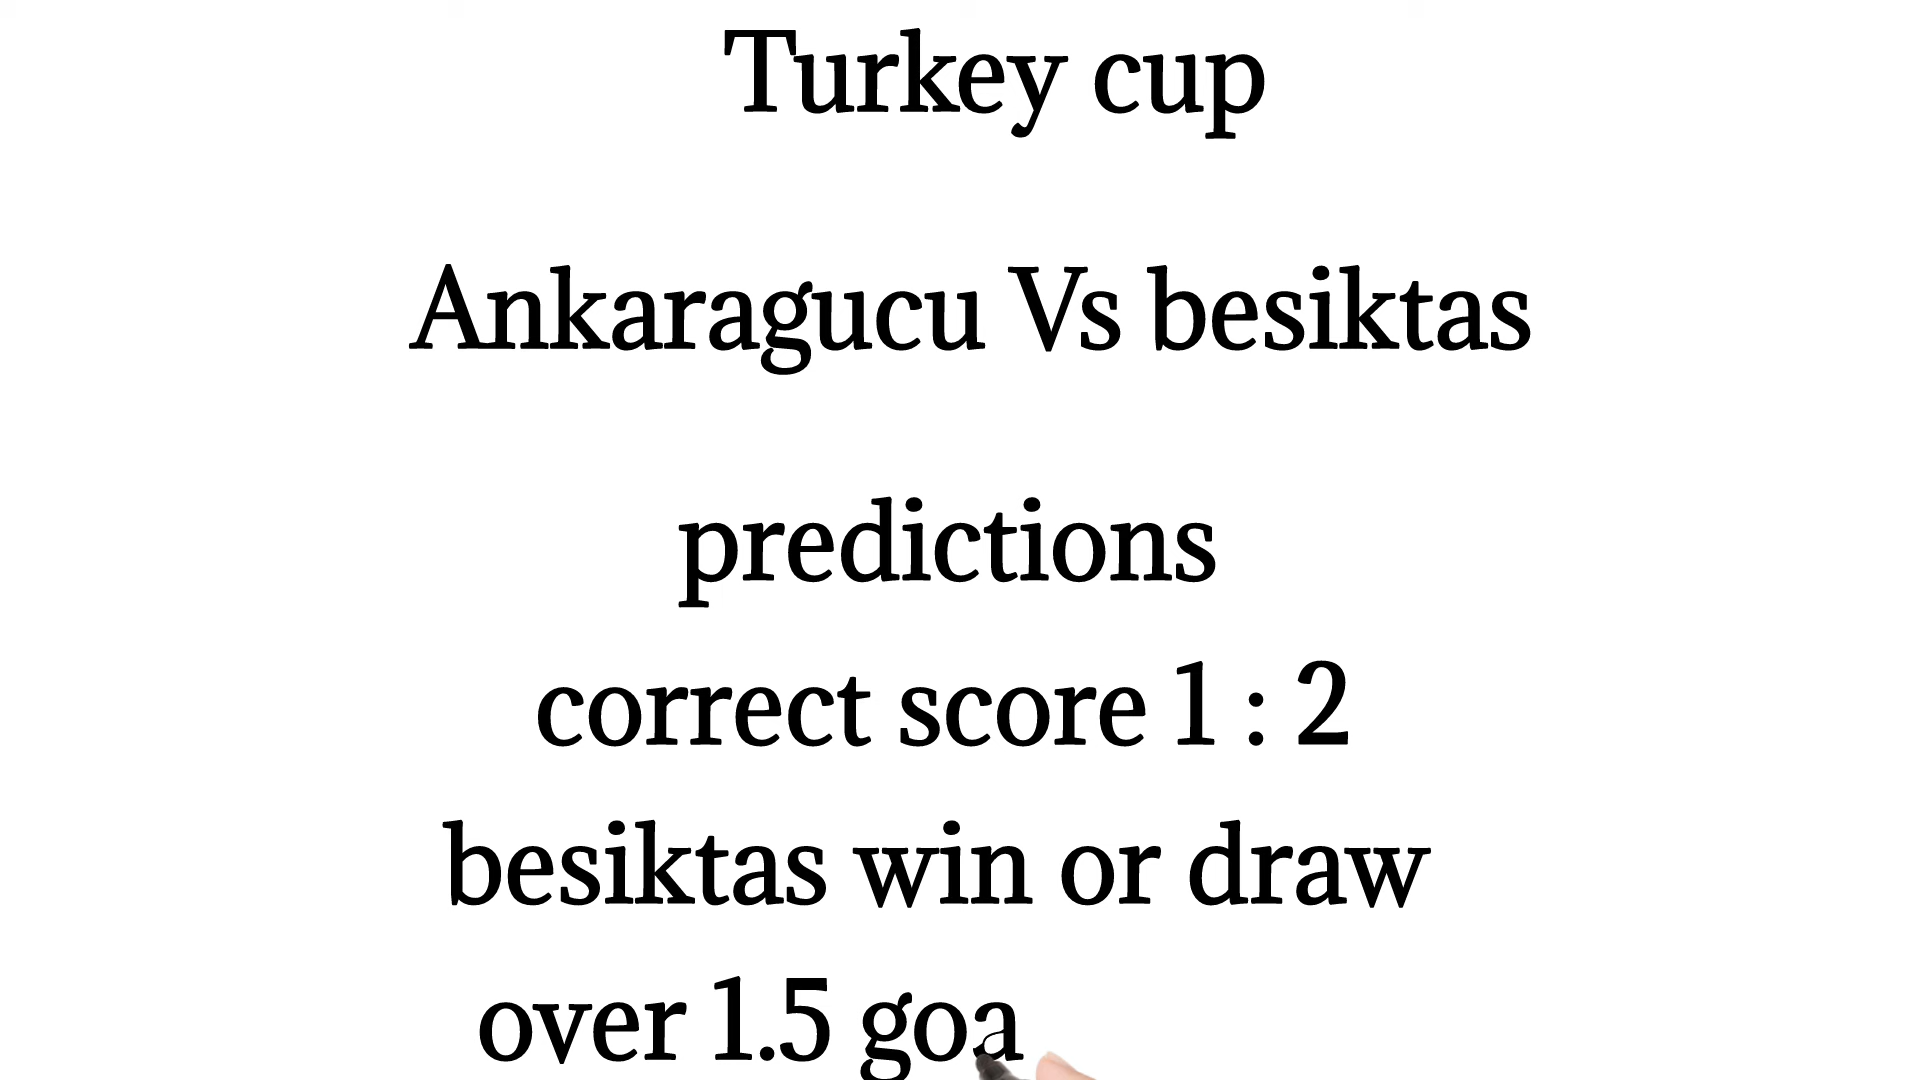 Turkey cup
Ankaragucu Vs besiktas
predictions
correct score 1 : 2
besiktas win or draw
over 1.5 goa